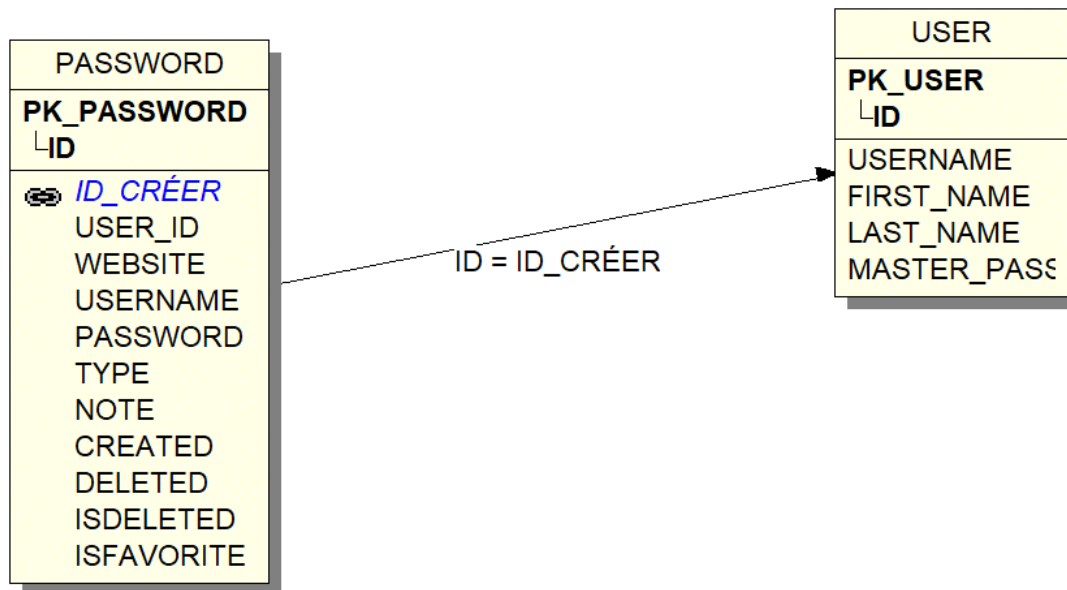 PASSWORD
PK_PASSWORD
ID
ID_CRÉER
USER_ID
WEBSITE
USERNAME
PASSWORD
TYPE
NOTE
CREATED
DELETED
ISDELETED
ISFAVORITE
ID = ID_CRÉER
USER
PK_USER
ID
USERNAME
FIRST_NAME
LAST_NAME
MASTER_PASS